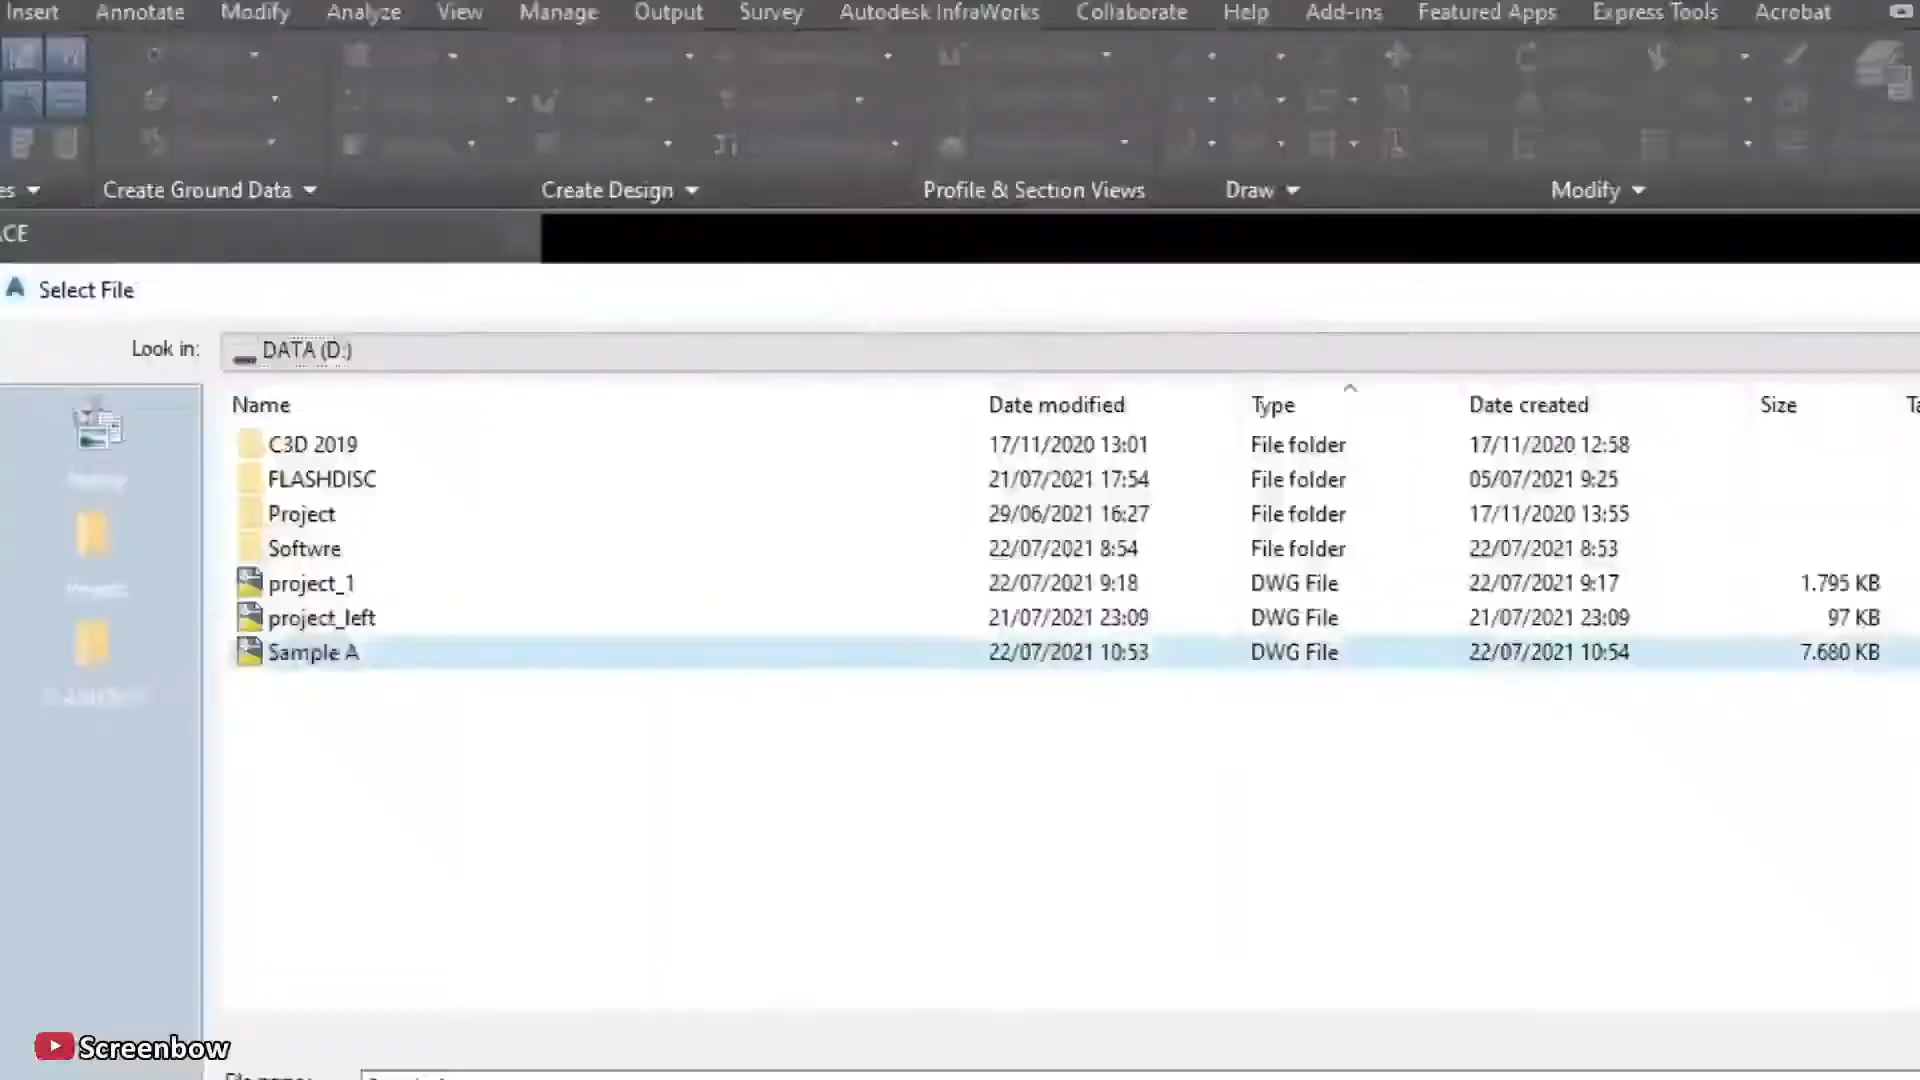 Insert Annotate Modify Analyze View Manage Output Survey Autodesk InfraWorks Collaborate Help Add-ins Featured Apps Express Tools Acrobat
es Create Ground Data Create Design Profile & Section Views Draw Modify
CE
Select File
Look in: DATA (D:)
Name Date modified Type Date created Size Ta
C3D 2019 17/11/2020 13:01 File folder 17/11/2020 12:58
FLASHDISC 21/07/2021 17:54 File folder 05/07/2021 9:25
Project 29/06/2021 16:27 File folder 17/11/2020 13:55
Softwre 22/07/2021 8:54 File folder 22/07/2021 8:53
project_1 22/07/2021 9:18 DWG File 22/07/2021 9:17 1.795 KB
project_left 21/07/2021 23:09 DWG File 21/07/2021 23:09 97 KB
Sample A 22/07/2021 10:53 DWG File 22/07/2021 10:54 7.680 KB
Screenbow